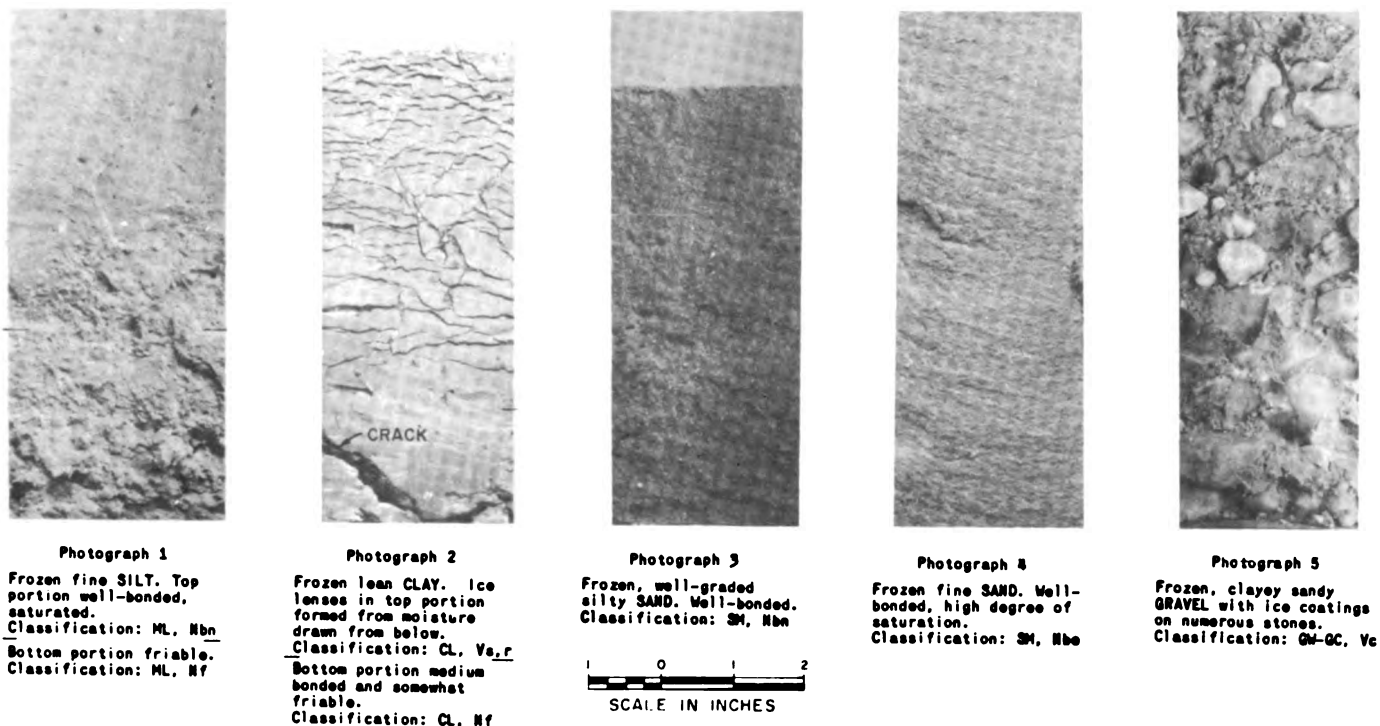 CRACK
Photograph 1
Frozen fine SILT. Top
portion well-bonded,
saturated.
Classification: ML, Nbn
Bottom portion friable.
Classification: ML, Nf
Photograph 2
Frozen lean CLAY. Ice
lenses in top portion
formed from moisture
drawn from below.
Classification: CL, Vs,r
Bottom portion medium
bonded and somewhat
friable.
Classification: CL, Nf
Photograph 3
Frozen, well-graded
silty SAND. Well-bonded.
Classification: SM, Nbn
1 0 1 2
SCALE IN INCHES
Photograph 4
Frozen fine SAND. Well-
bonded, high degree of
saturation.
Classification: SM, Nbe
Photograph 5
Frozen, clayey sandy
GRAVEL with ice coatings
on numerous stones.
Classification: GW-GC, Vc